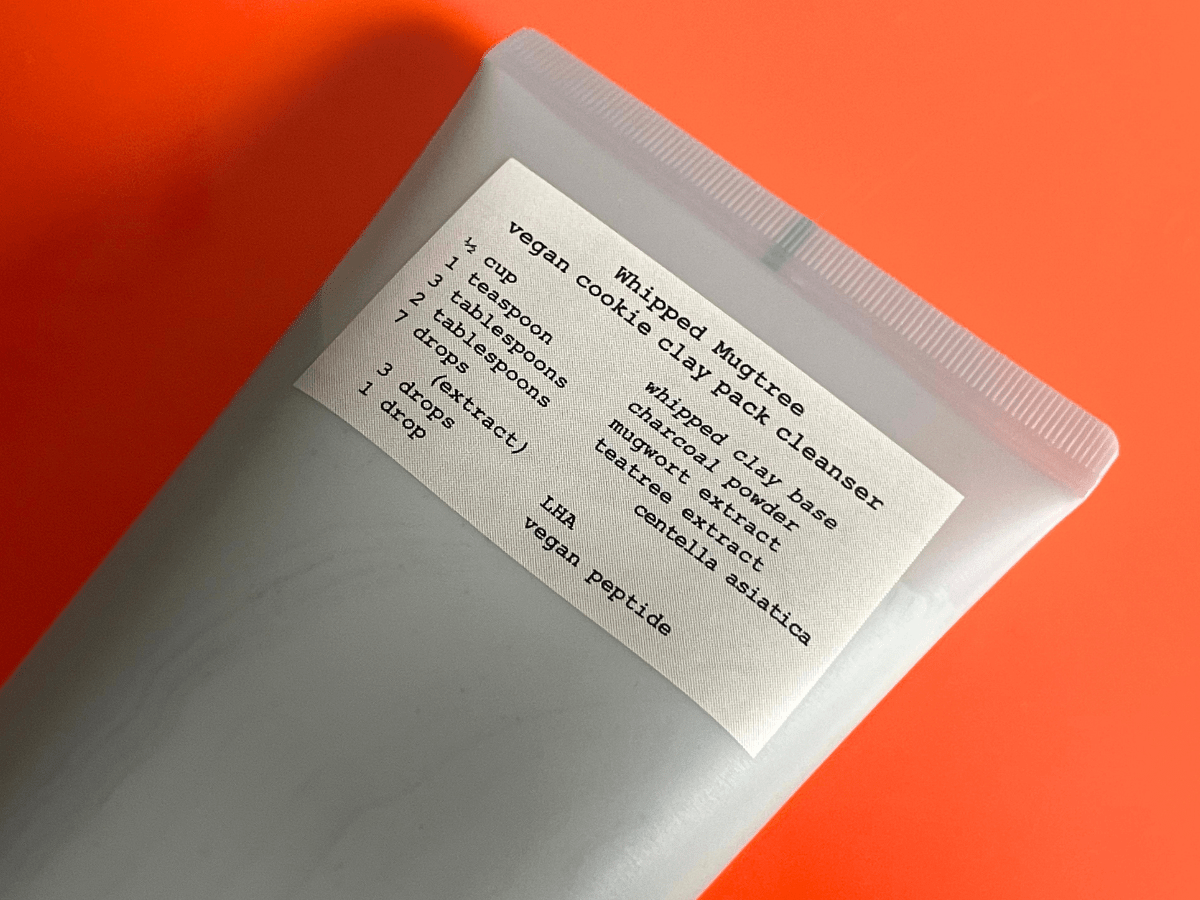 Whipped Mugtree
vegan cookie clay pack cleanser
½ cup whipped clay base
1 teaspoon charcoal powder
3 tablespoons mugwort extract
2 tablespoons teatree extract
7 drops centella asiatica
(extract)
3 drops LHA
1 drop vegan peptide